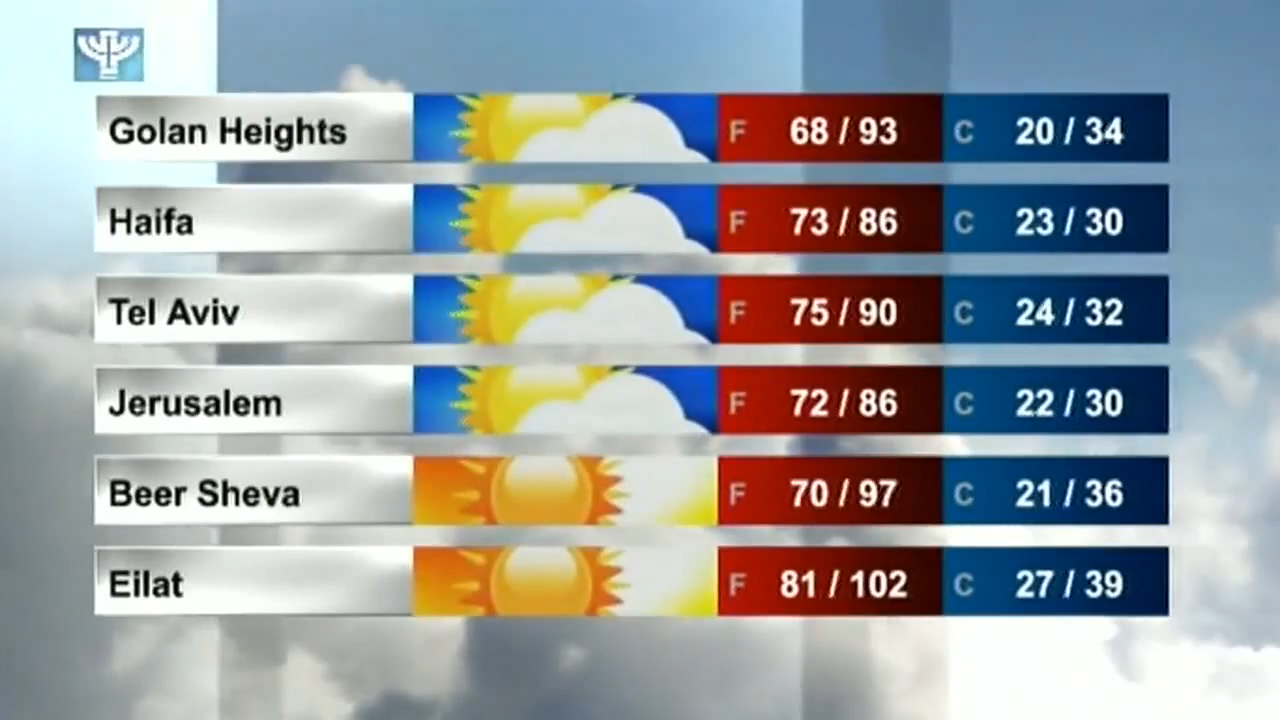 Golan Heights F 68 / 93 C 20 / 34
Haifa F 73 / 86 C 23 / 30
Tel Aviv F 75 / 90 C 24 / 32
Jerusalem F 72 / 86 C 22 / 30
Beer Sheva F 70 / 97 C 21 / 36
Eilat F 81 / 102 C 27 / 39